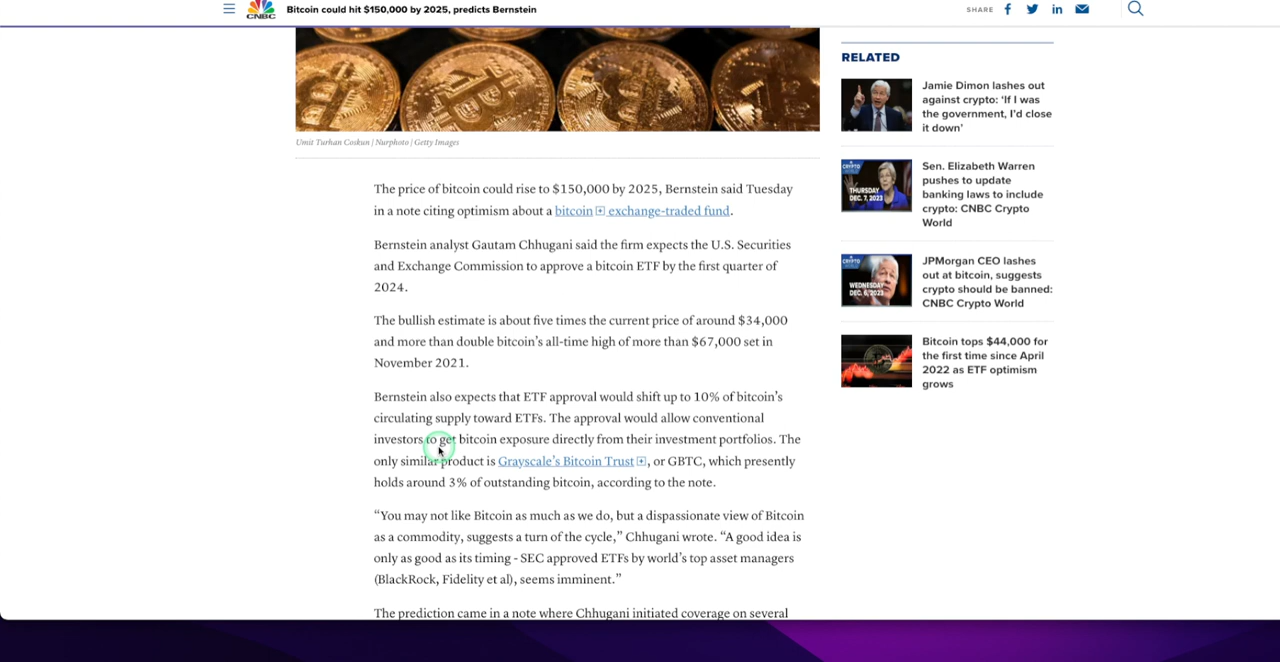 CNBC
Bitcoin could hit $150,000 by 2025, predicts Bernstein
SHARE
Umit Turhan Coskun | Nurphoto | Getty Images
The price of bitcoin could rise to $150,000 by 2025, Bernstein said Tuesday
in a note citing optimism about a bitcoin exchange-traded fund.
Bernstein analyst Gautam Chhugani said the firm expects the U.S. Securities
and Exchange Commission to approve a bitcoin ETF by the first quarter of
2024.
The bullish estimate is about five times the current price of around $34,000
and more than double bitcoin's all-time high of more than $67,000 set in
November 2021.
Bernstein also expects that ETF approval would shift up to 10% of bitcoin's
circulating supply toward ETFs. The approval would allow conventional
investors to get bitcoin exposure directly from their investment portfolios. The
only similar product is Grayscale's Bitcoin Trust, or GBTC, which presently
holds around 3% of outstanding bitcoin, according to the note.
“You may not like Bitcoin as much as we do, but a dispassionate view of Bitcoin
as a commodity, suggests a turn of the cycle,” Chhugani wrote. “A good idea is
only as good as its timing - SEC approved ETFs by world's top asset managers
(BlackRock, Fidelity et al), seems imminent.”
The prediction came in a note where Chhugani initiated coverage on several
RELATED
Jamie Dimon lashes out
against crypto: ‘If I was
the government, I'd close
it down’
CRYPTO
THURSDAY
DEC. 7, 2023
Sen. Elizabeth Warren
pushes to update
banking laws to include
crypto: CNBC Crypto
World
CRYPTO
WEDNESDAY
DEC. 6, 2023
JPMorgan CEO lashes
out at bitcoin, suggests
crypto should be banned:
CNBC Crypto World
Bitcoin tops $44,000 for
the first time since April
2022 as ETF optimism
grows